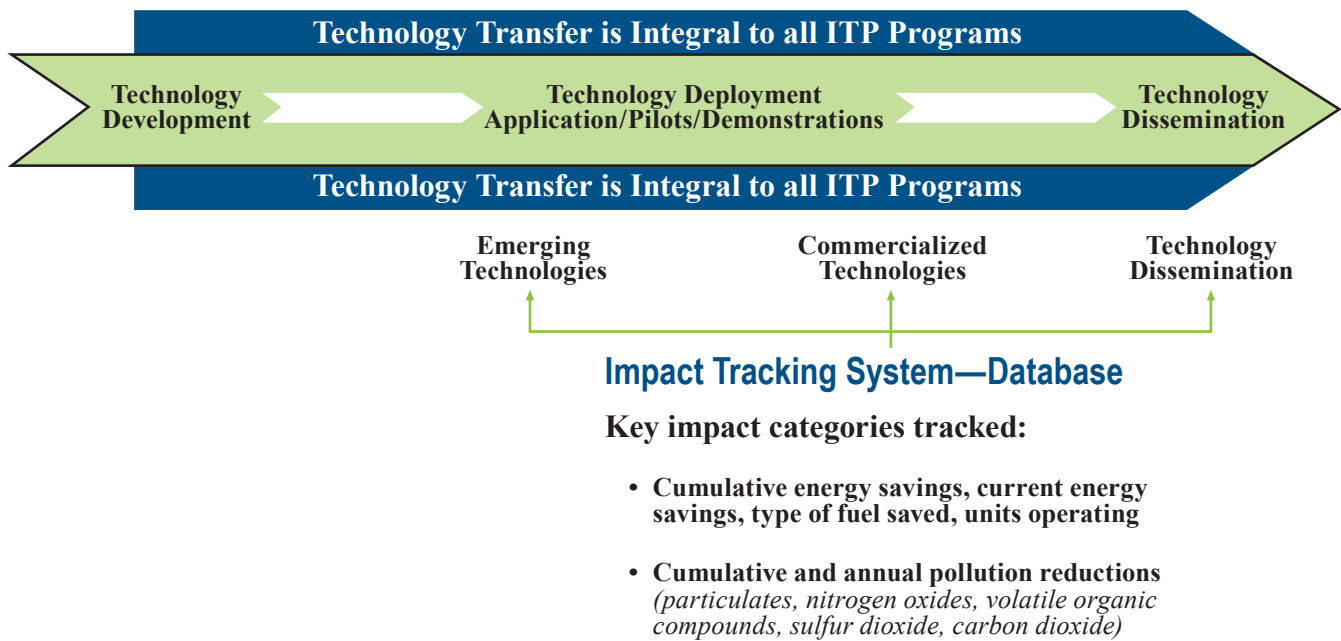 Technology Transfer is Integral to all ITP Programs
Technology
Development
Technology Deployment
Application/Pilots/Demonstrations
Technology
Dissemination
Technology Transfer is Integral to all ITP Programs
Emerging
Technologies
Commercialized
Technologies
Technology
Dissemination
Impact Tracking System—Database
Key impact categories tracked:
• Cumulative energy savings, current energy
savings, type of fuel saved, units operating
• Cumulative and annual pollution reductions
(particulates, nitrogen oxides, volatile organic
compounds, sulfur dioxide, carbon dioxide)